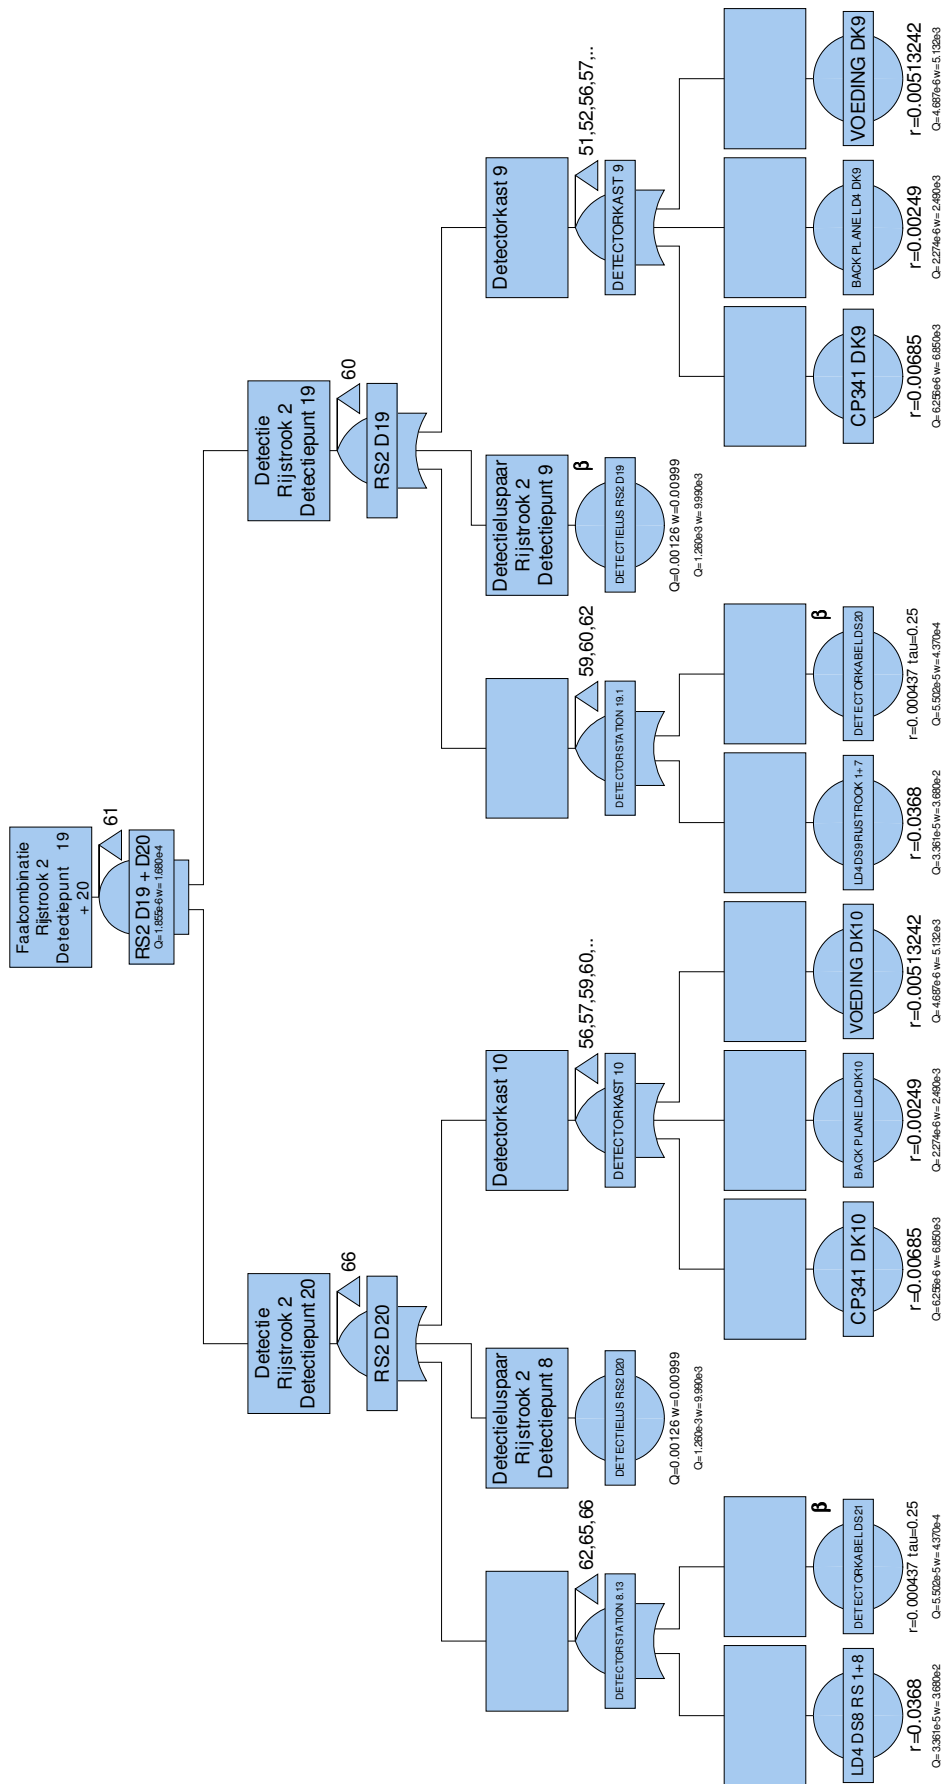 Faalcombinatie
Rijstrook 2
Detectiepunt 19
+ 20
61
RS2 D19 + D20
Q=1.855e-6 w=1.680e-4
Detectie
Rijstrook 2
Detectiepunt 20
66
RS2 D20
Detectie
Rijstrook 2
Detectiepunt 19
60
RS2 D19
62,65,66
DETECTORSTATION 8.13
Detectieluspaar
Rijstrook 2
Detectiepunt 8
DETECTIELUS RS2 D20
Q=0.00126 w=0.00999
Q=1.260e-3 w=9.990e-3
Detectorkast 10
56,57,59,60,..
DETECTORKAST 10
59,60,62
DETECTORSTATION 19.1
Detectieluspaar
Rijstrook 2
Detectiepunt 9
β
DETECTIELUS RS2 D19
Q=0.00126 w=0.00999
Q=1.260e-3 w=9.990e-3
Detectorkast 9
51,52,56,57,..
DETECTORKAST 9
LD4 DS8 RS 1+8
r=0.0368
Q=3.361e-5 w=3.680e-2
β
DETECTORKABEL DS21
r=0.000437 tau=0.25
Q=5.502e-5 w=4.370e-4
CP341 DK10
r=0.00685
Q=6.256e-6 w=6.850e-3
BACK PLANE LD4 DK10
r=0.00249
Q=2.274e-6 w=2.490e-3
VOEDING DK10
r=0.00513242
Q=4.687e-6 w=5.132e-3
LD4 DS9 RIJSTROOK 1+7
r=0.0368
Q=3.361e-5 w=3.680e-2
β
DETECTORKABEL DS20
r=0.000437 tau=0.25
Q=5.502e-5 w=4.370e-4
CP341 DK9
r=0.00685
Q=6.256e-6 w=6.850e-3
BACK PLANE LD4 DK9
r=0.00249
Q=2.274e-6 w=2.490e-3
VOEDING DK9
r=0.00513242
Q=4.687e-6 w=5.132e-3